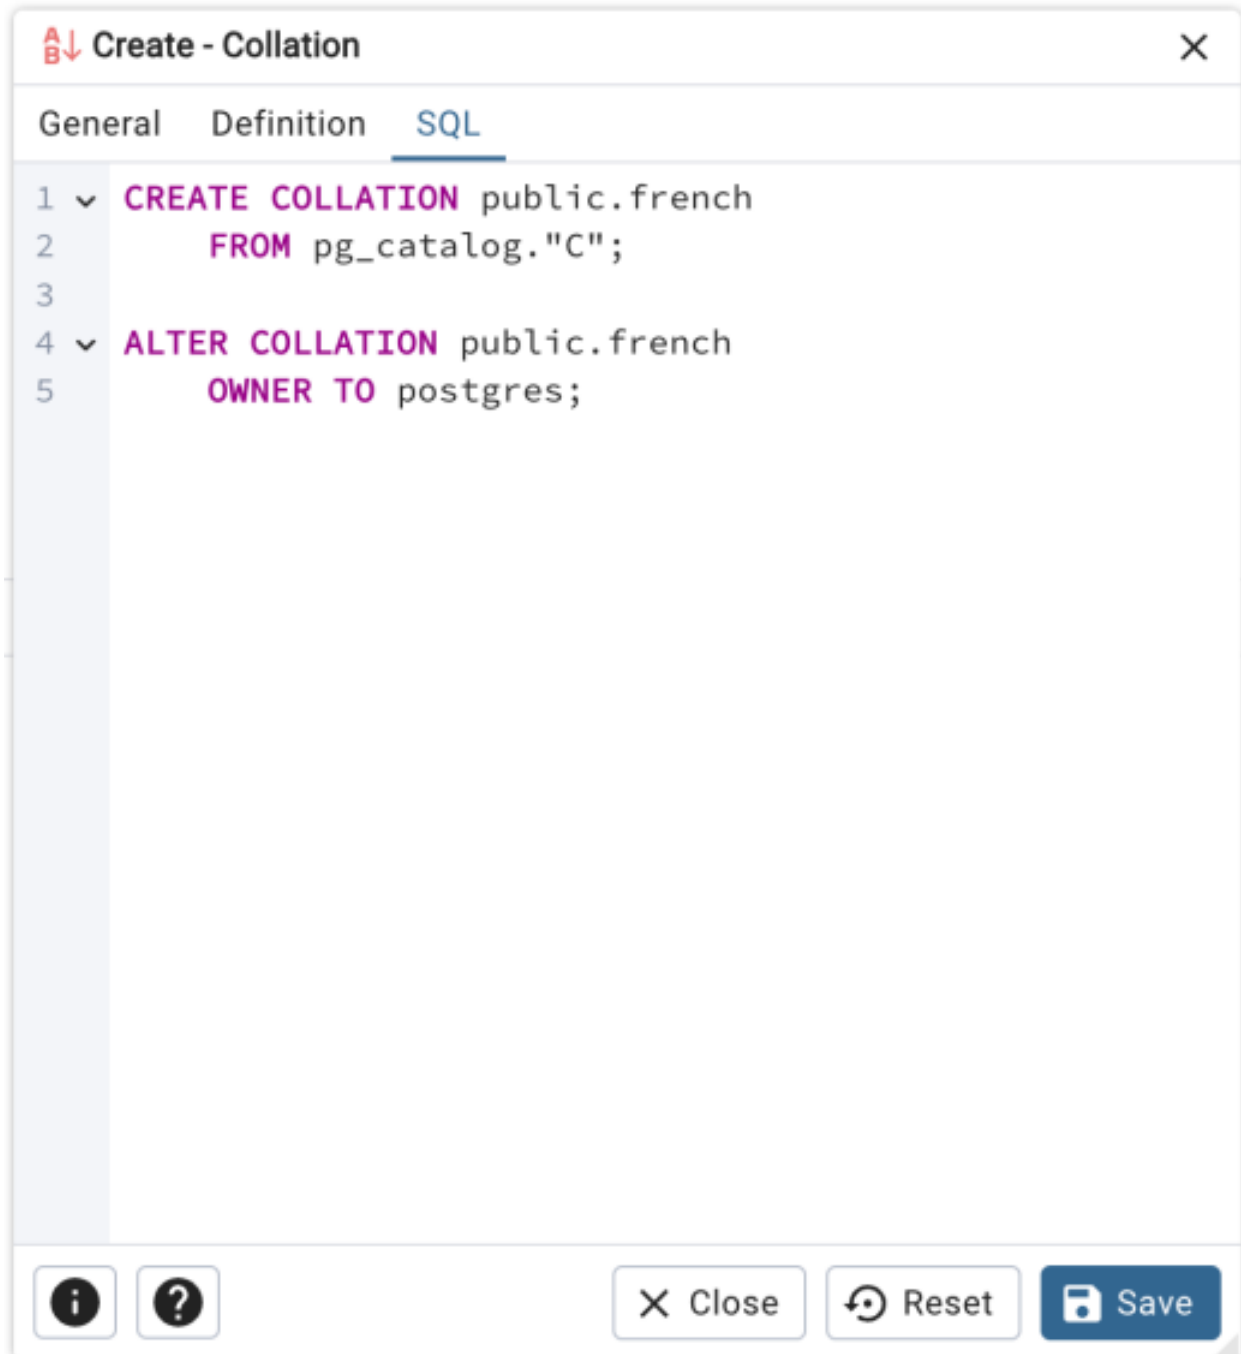 Create - Collation
General Definition SQL
1 CREATE COLLATION public.french
2 FROM pg_catalog."C";
3
4 ALTER COLLATION public.french
5 OWNER TO postgres;
Close Reset Save